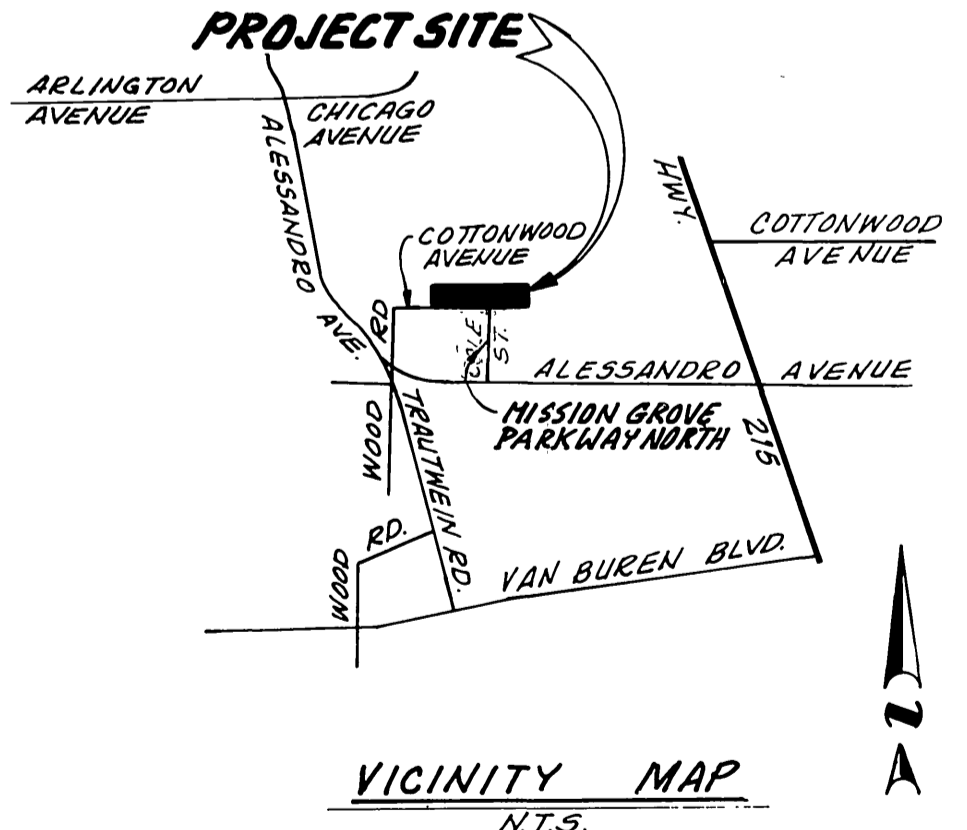 PROJECT SITE
ARLINGTON
AVENUE
CHICAGO
AVENUE
ALESSANDRO
AVE.
HWY.
COTTONWOOD
AVENUE
COTTONWOOD
AVENUE
RD
ST.
ALESSANDRO AVENUE
MISSION GROVE
PARKWAY NORTH
WOOD
TRAUTWEIN RD.
215
RD.
WOOD
VAN BUREN BLVD.
VICINITY MAP
N.T.S.